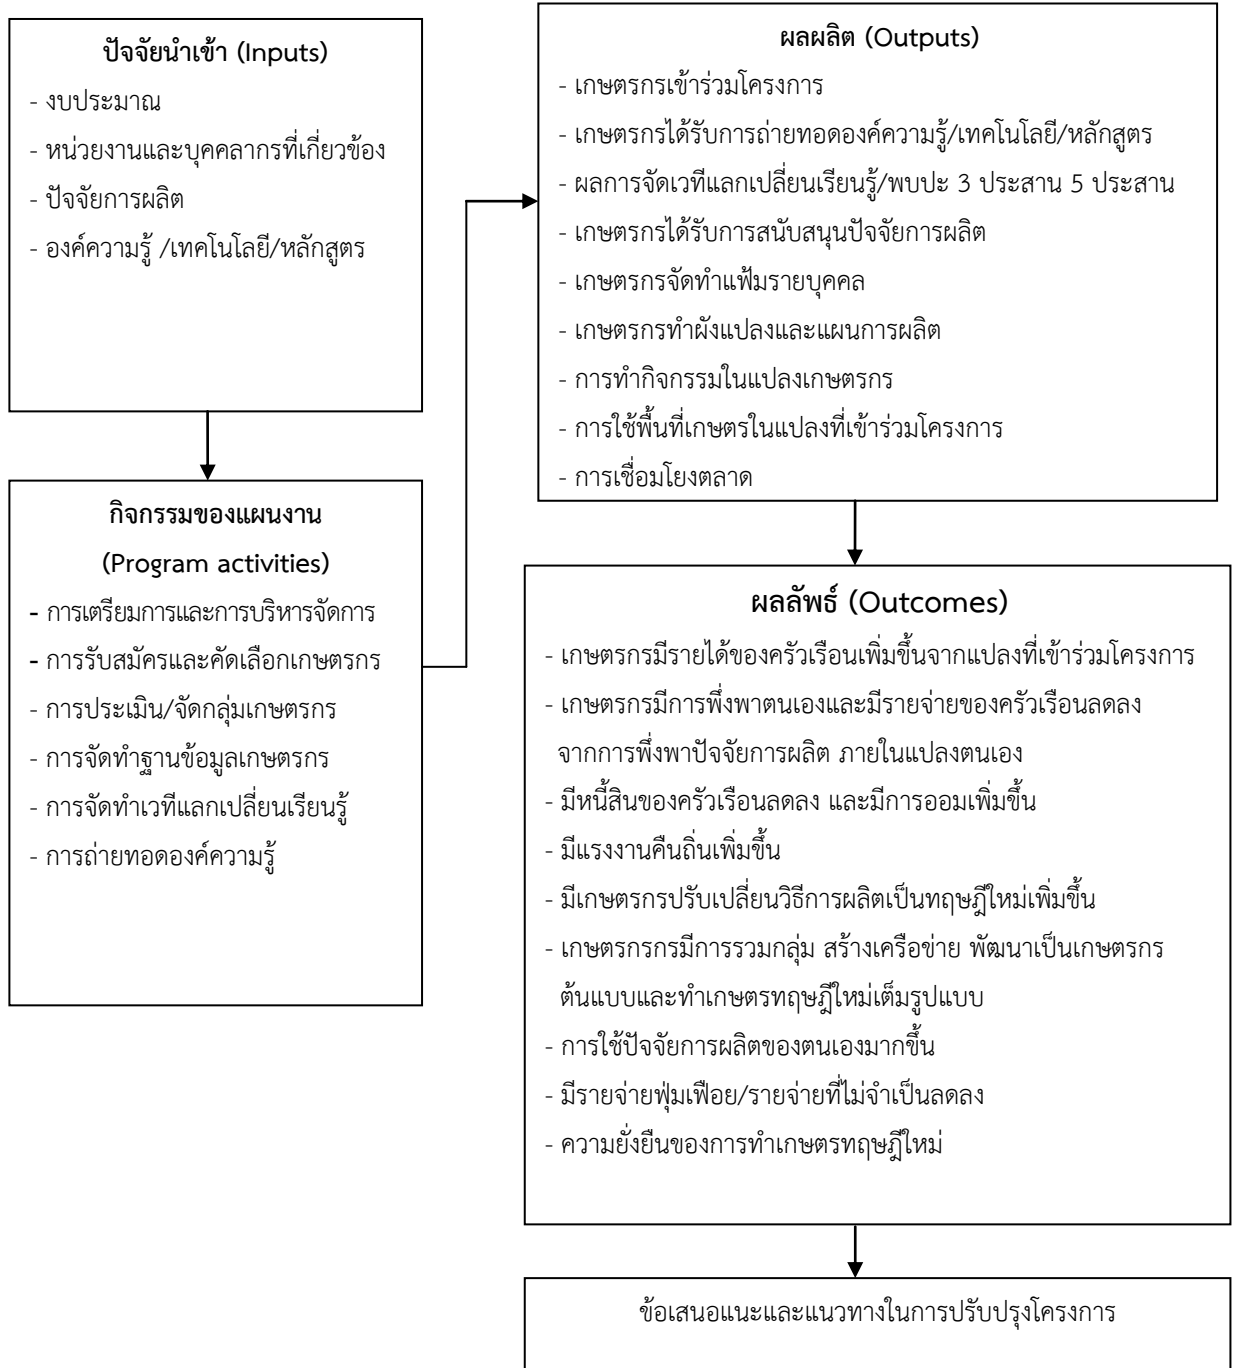 ปัจจัยนำเข้า (Inputs)
- งบประมาณ
- หน่วยงานและบุคคลากรที่เกี่ยวข้อง
- ปัจจัยการผลิต
- องค์ความรู้ /เทคโนโลยี/หลักสูตร
กิจกรรมของแผนงาน
(Program activities)
- การเตรียมการและการบริหารจัดการ
- การรับสมัครและคัดเลือกเกษตรกร
- การประเมิน/จัดกลุ่มเกษตรกร
- การจัดทำฐานข้อมูลเกษตรกร
- การจัดทำเวทีแลกเปลี่ยนเรียนรู้
- การถ่ายทอดองค์ความรู้
ผลผลิต (Outputs)
- เกษตรกรเข้าร่วมโครงการ
- เกษตรกรได้รับการถ่ายทอดองค์ความรู้/เทคโนโลยี/หลักสูตร
- ผลการจัดเวทีแลกเปลี่ยนเรียนรู้/พบปะ 3 ประสาน 5 ประสาน
- เกษตรกรได้รับการสนับสนุนปัจจัยการผลิต
- เกษตรกรจัดทำแฟ้มรายบุคคล
- เกษตรกรทำผังแปลงและแผนการผลิต
- การทำกิจกรรมในแปลงเกษตรกร
- การใช้พื้นที่เกษตรในแปลงที่เข้าร่วมโครงการ
- การเชื่อมโยงตลาด
ผลลัพธ์ (Outcomes)
- เกษตรกรมีรายได้ของครัวเรือนเพิ่มขึ้นจากแปลงที่เข้าร่วมโครงการ
- เกษตรกรมีการพึ่งพาตนเองและมีรายจ่ายของครัวเรือนลดลง
จากการพึ่งพาปัจจัยการผลิต ภายในแปลงตนเอง
- มีหนี้สินของครัวเรือนลดลง และมีการออมเพิ่มขึ้น
- มีแรงงานคืนถิ่นเพิ่มขึ้น
- มีเกษตรกรปรับเปลี่ยนวิธีการผลิตเป็นทฤษฎีใหม่เพิ่มขึ้น
- เกษตรกรกรมีการรวมกลุ่ม สร้างเครือข่าย พัฒนาเป็นเกษตรกร
ต้นแบบและทำเกษตรทฤษฎีใหม่เต็มรูปแบบ
- การใช้ปัจจัยการผลิตของตนเองมากขึ้น
- มีรายจ่ายฟุ่มเฟือย/รายจ่ายที่ไม่จำเป็นลดลง
- ความยั่งยืนของการทำเกษตรทฤษฎีใหม่
ข้อเสนอแนะและแนวทางในการปรับปรุงโครงการ